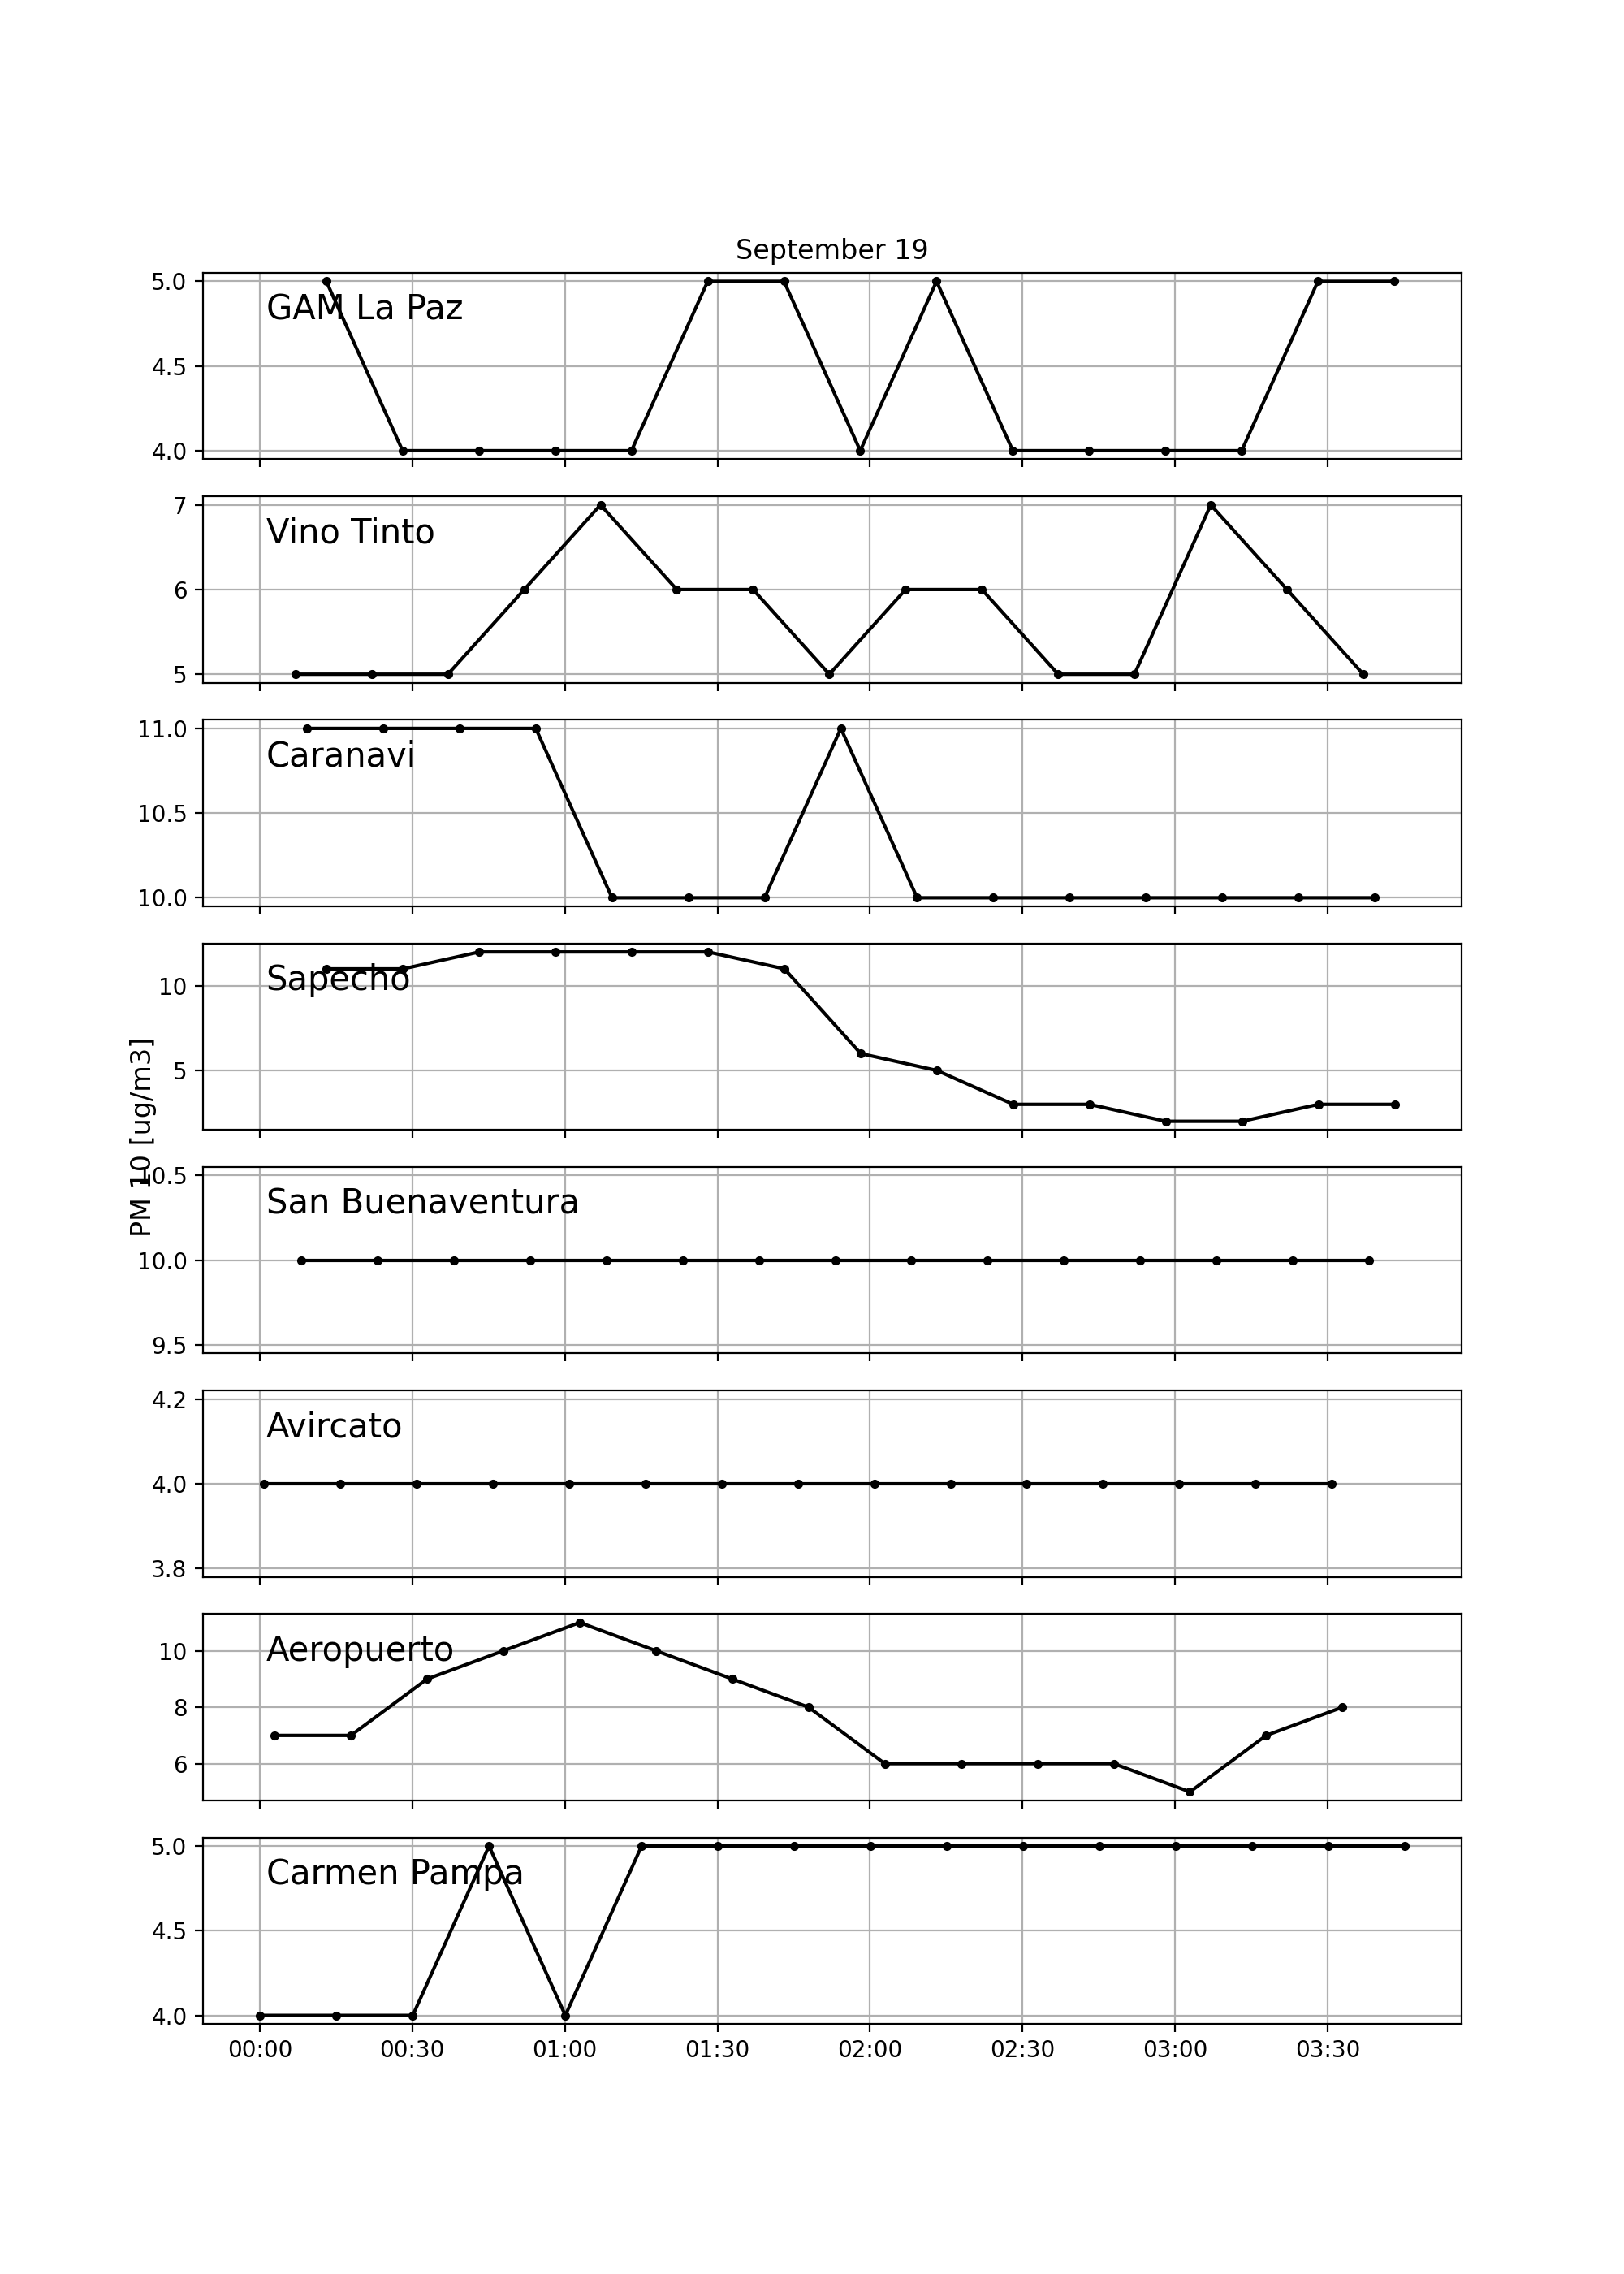 September 19
5.0
GAM La Paz
4.5
4.0
7
Vino Tinto
6
5
11.0
Caranavi
10.5
10.0
Sapecho
10
5
PM 10 [ug/m3]
10.5
San Buenaventura
10.0
9.5
4.2
Avircato
4.0
3.8
Aeropuerto
10
8
6
5.0
Carmen Pampa
4.5
4.0
00:00 00:30 01:00 01:30 02:00 02:30 03:00 03:30